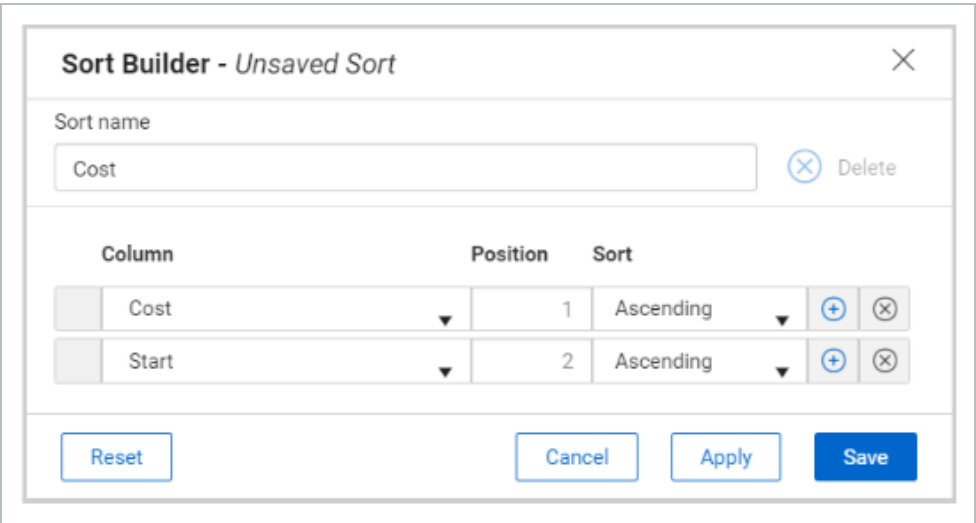 Sort Builder - Unsaved Sort
Sort name
Cost
Delete
Column Position Sort
Cost 1 Ascending
Start 2 Ascending
Reset Cancel Apply Save